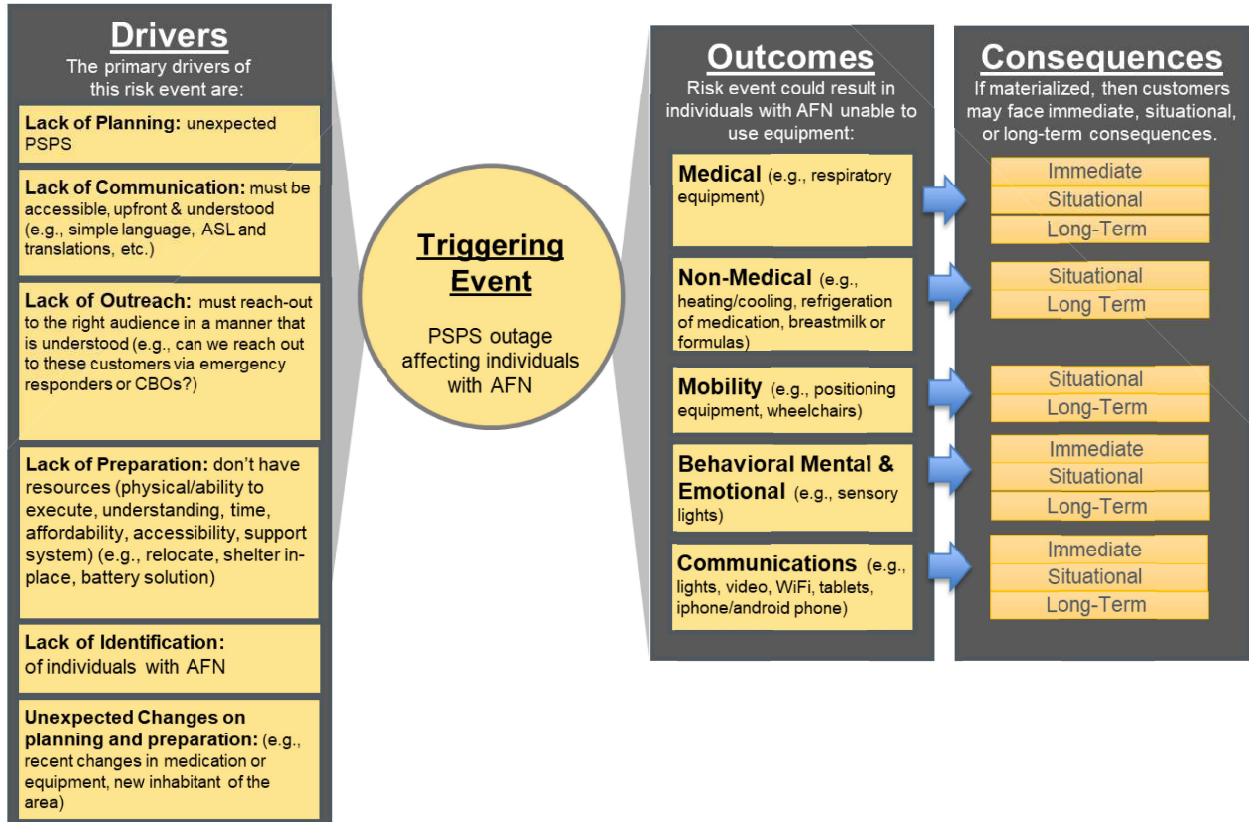 Drivers
The primary drivers of
this risk event are:
Lack of Planning: unexpected
PSPS
Lack of Communication: must be
accessible, upfront & understood
(e.g., simple language, ASL and
translations, etc.)
Lack of Outreach: must reach-out
to the right audience in a manner that
is understood (e.g., can we reach out
to these customers via emergency
responders or CBOs?)
Lack of Preparation: don't have
resources (physical/ability to
execute, understanding, time,
affordability, accessibility, support
system) (e.g., relocate, shelter in-
place, battery solution)
Lack of Identification:
of individuals with AFN
Unexpected Changes on
planning and preparation: (e.g.,
recent changes in medication or
equipment, new inhabitant of the
area)
Triggering
Event
PSPS outage
affecting individuals
with AFN
Outcomes
Risk event could result in
individuals with AFN unable to
use equipment:
Medical (e.g., respiratory
equipment)
Non-Medical (e.g.,
heating/cooling, refrigeration
of medication, breastmilk or
formulas)
Mobility (e.g., positioning
equipment, wheelchairs)
Behavioral Mental &
Emotional (e.g., sensory
lights)
Communications (e.g.,
lights, video, WiFi, tablets,
iphone/android phone)
Consequences
If materialized, then customers
may face immediate, situational,
or long-term consequences.
Immediate
Situational
Long-Term
Situational
Long Term
Situational
Long-Term
Immediate
Situational
Long-Term
Immediate
Situational
Long-Term